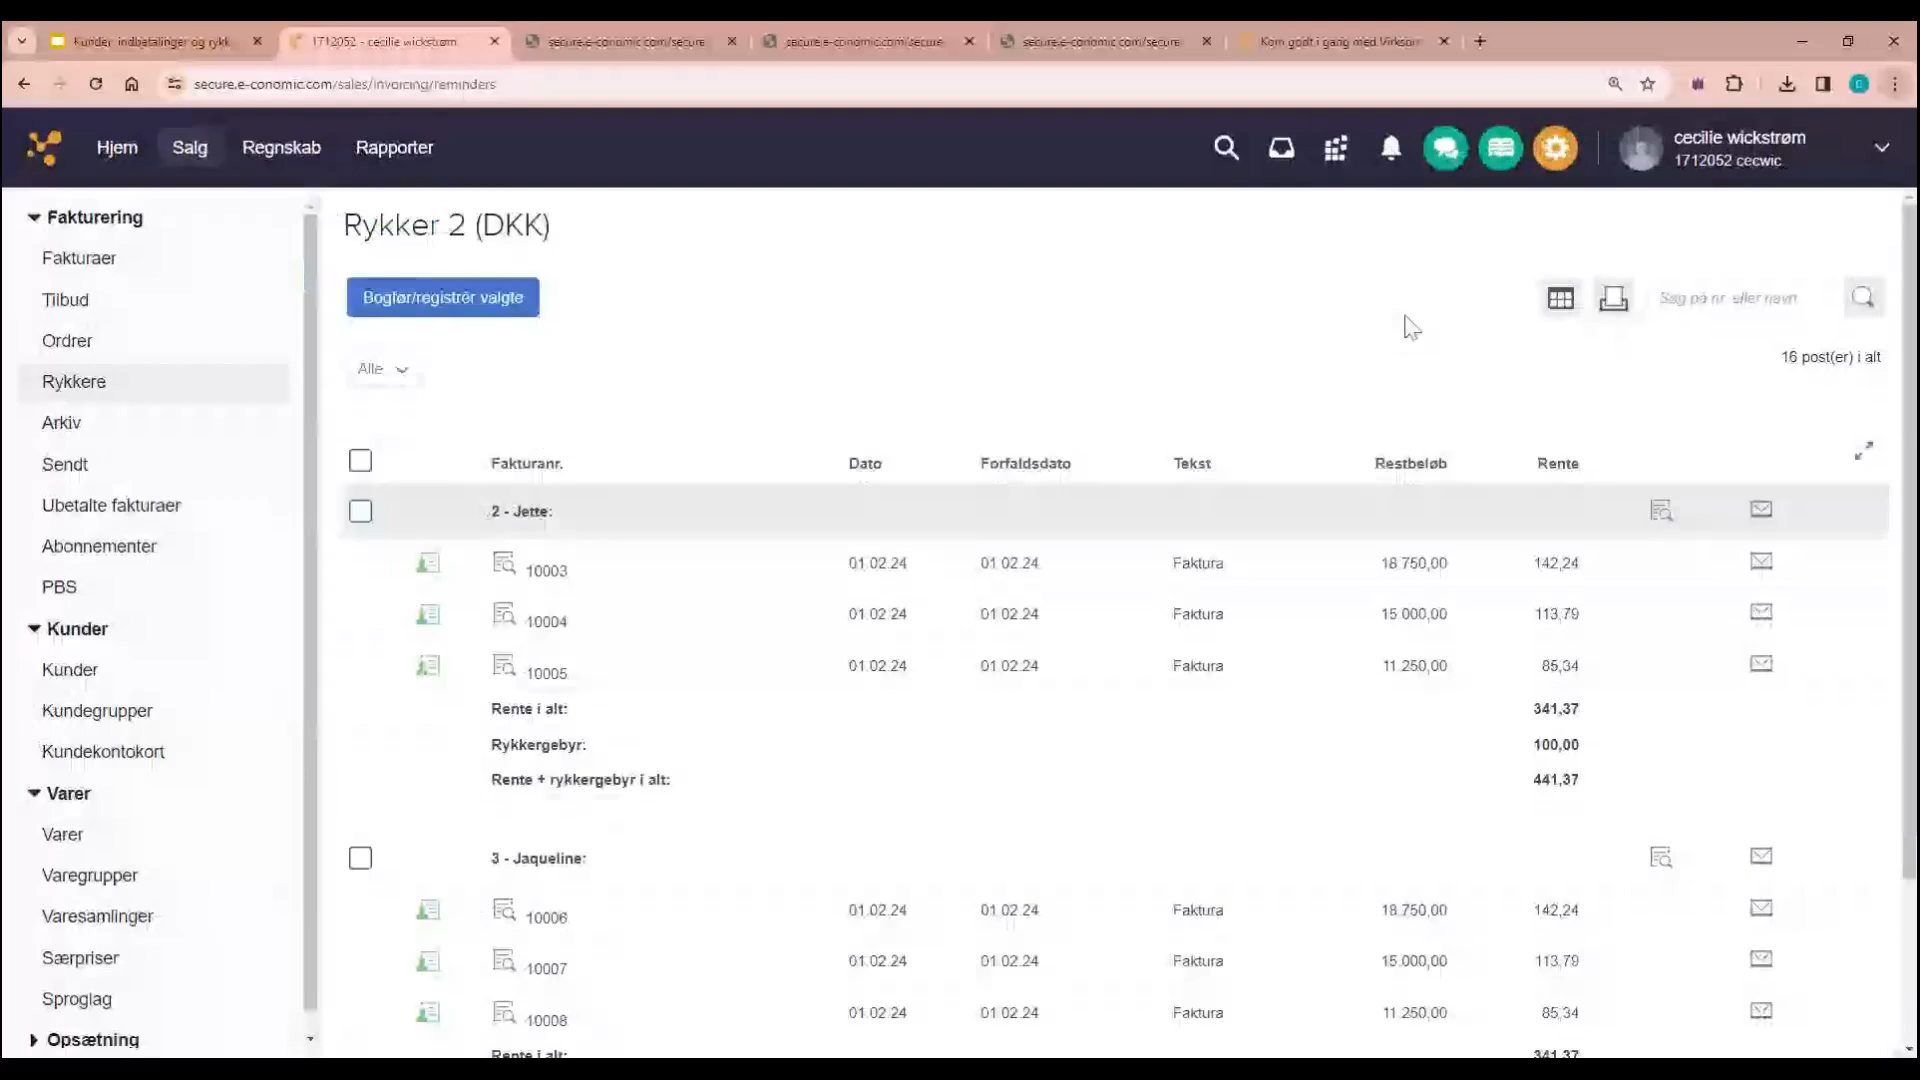 Kunder: indbetalinger og rykk
1712052 - cecilie wickstrøm
secure.e-conomic.com/secure
secure.e-conomic.com/secure
secure.e-conomic.com/secure
Kom godt i gang med Virksom
secure.e-conomic.com/sales/invoicing/reminders
Hjem
Salg
Regnskab
Rapporter
cecilie wickstrøm
1712052 cecwic
Fakturering
Fakturaer
Tilbud
Ordrer
Rykkere
Arkiv
Sendt
Ubetalte fakturaer
Abonnementer
PBS
Kunder
Kunder
Kundegrupper
Kundekontokort
Varer
Varer
Varegrupper
Varesamlinger
Særpriser
Sproglag
Opsætning
Rykker 2 (DKK)
Bogfør/registrér valgte
Søg på nr. eller navn
16 post(er) i alt
Alle
Fakturanr. Dato Forfaldsdato Tekst Restbeløb Rente
2 - Jette:
10003 01.02.24 01.02.24 Faktura 18.750,00 142,24
10004 01.02.24 01.02.24 Faktura 15.000,00 113,79
10005 01.02.24 01.02.24 Faktura 11.250,00 85,34
Rente i alt: 341,37
Rykkergebyr: 100,00
Rente + rykkergebyr i alt: 441,37
3 - Jaqueline:
10006 01.02.24 01.02.24 Faktura 18.750,00 142,24
10007 01.02.24 01.02.24 Faktura 15.000,00 113,79
10008 01.02.24 01.02.24 Faktura 11.250,00 85,34
Rente i alt: 341,37